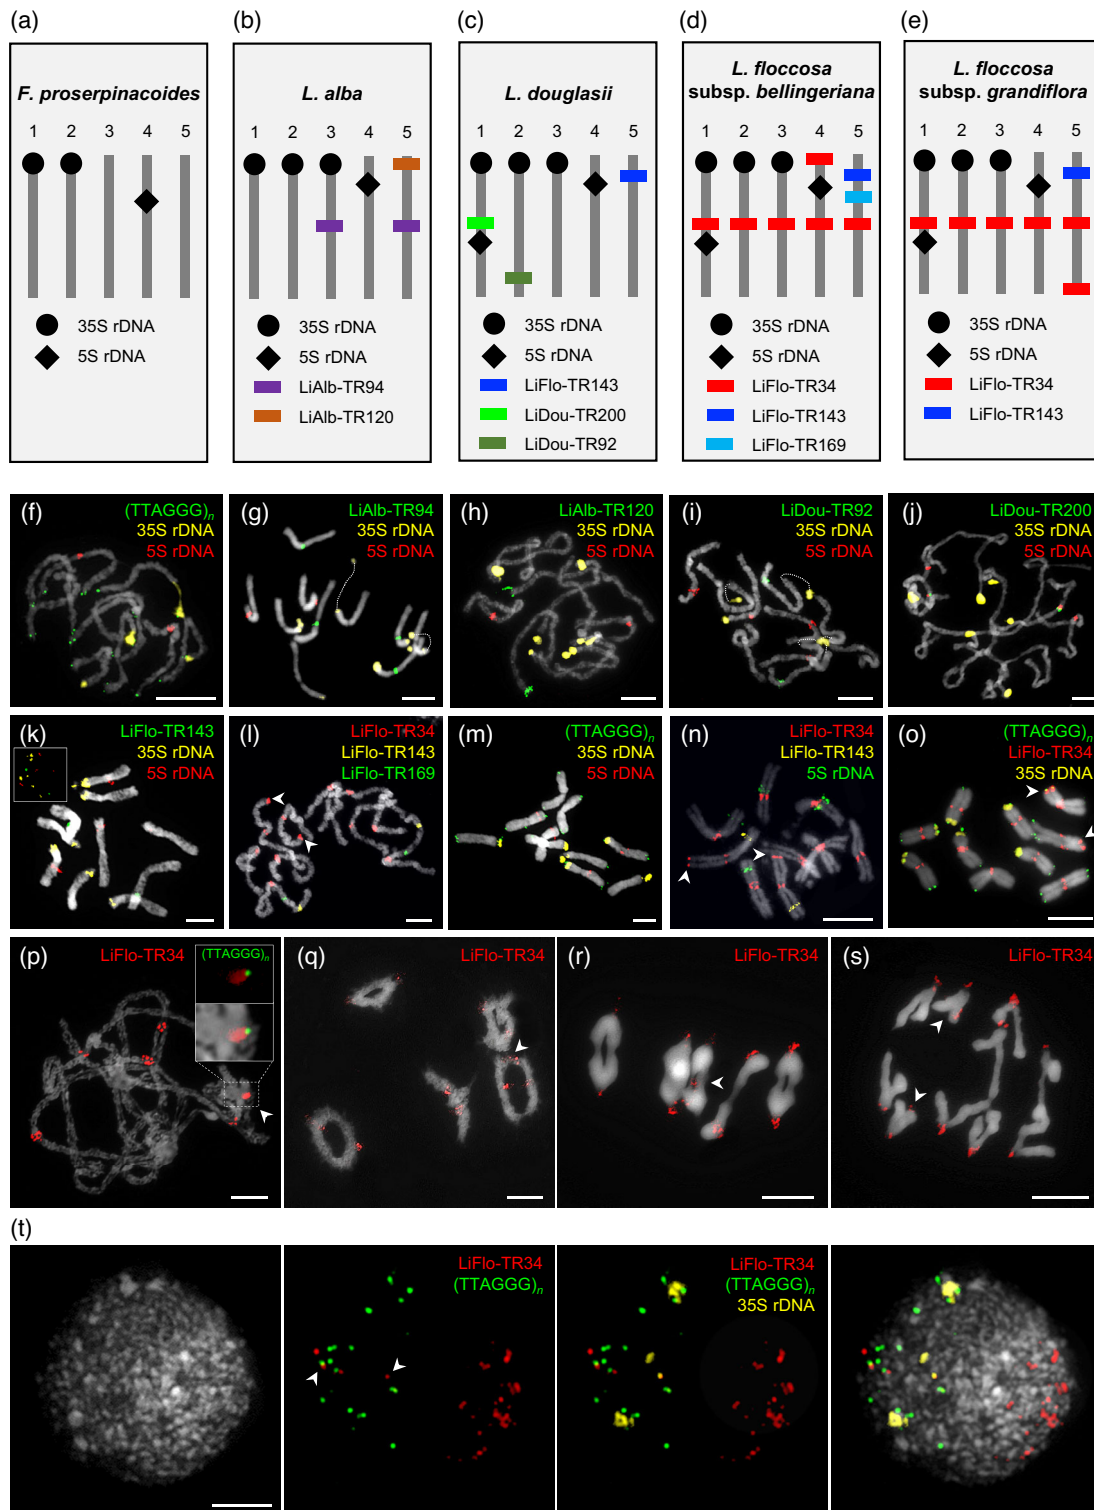 (a)
(b)
(c)
(d)
(e)
F. proserpinacoides
1 2 3 4 5
35S rDNA
5S rDNA
L. alba
1 2 3 4 5
35S rDNA
5S rDNA
LiAlb-TR94
LiAlb-TR120
L. douglasii
1 2 3 4 5
35S rDNA
5S rDNA
LiFlo-TR143
LiDou-TR200
LiDou-TR92
L. floccosa
subsp. bellingeriana
1 2 3 4 5
35S rDNA
5S rDNA
LiFlo-TR34
LiFlo-TR143
LiFlo-TR169
L. floccosa
subsp. grandiflora
1 2 3 4 5
35S rDNA
5S rDNA
LiFlo-TR34
LiFlo-TR143
(f)
(TTAGGG)n
35S rDNA
5S rDNA
(g)
LiAlb-TR94
35S rDNA
5S rDNA
(h)
LiAlb-TR120
35S rDNA
5S rDNA
(i)
LiDou-TR92
35S rDNA
5S rDNA
(j)
LiDou-TR200
35S rDNA
5S rDNA
(k)
LiFlo-TR143
35S rDNA
5S rDNA
(l)
LiFlo-TR34
LiFlo-TR143
LiFlo-TR169
(m)
(TTAGGG)n
35S rDNA
5S rDNA
(n)
LiFlo-TR34
LiFlo-TR143
5S rDNA
(o)
(TTAGGG)n
LiFlo-TR34
35S rDNA
(p)
LiFlo-TR34
(TTAGGG)n
(q)
LiFlo-TR34
(r)
LiFlo-TR34
(s)
LiFlo-TR34
(t)
LiFlo-TR34
(TTAGGG)n
LiFlo-TR34
(TTAGGG)n
35S rDNA